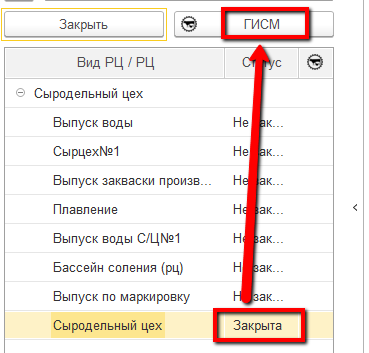 Закрыть ГИСМ
Вид РЦ / РЦ Статус
Сыродельный цех
Выпуск воды Не зак...
Сырцех№1 Не зак...
Выпуск закваски произв... Не зак...
Плавление Не зак...
Выпуск воды С/Ц№1 Не зак...
Бассейн соления (рц) Не зак...
Выпуск по маркировку Не зак...
Сыродельный цех Закрыта